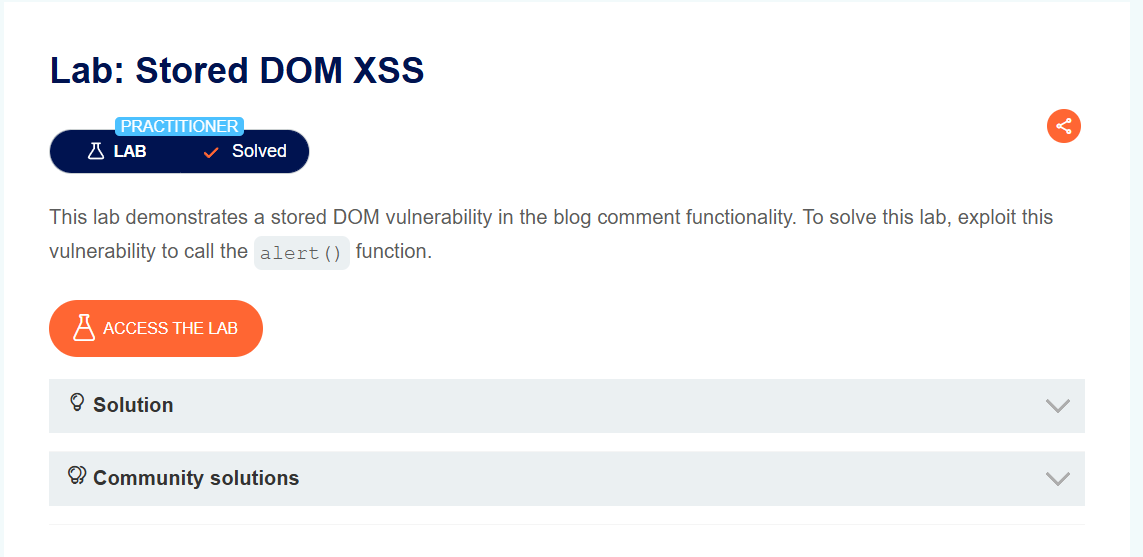 Lab: Stored DOM XSS
PRACTITIONER
LAB Solved
This lab demonstrates a stored DOM vulnerability in the blog comment functionality. To solve this lab, exploit this
vulnerability to call the alert() function.
ACCESS THE LAB
Solution
Community solutions